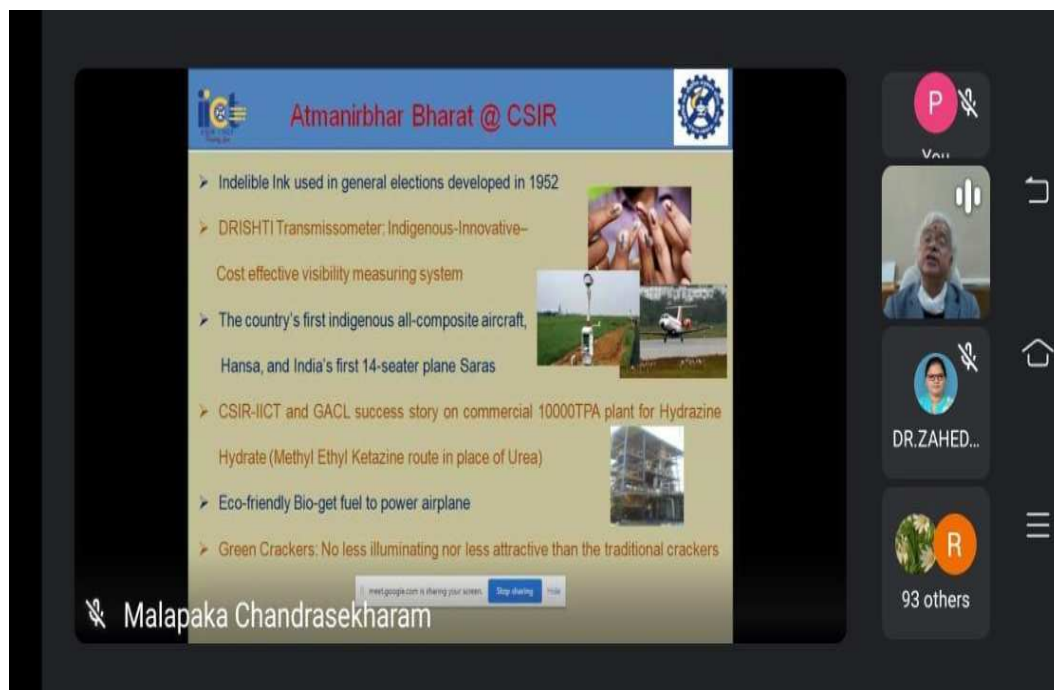 iict
Atmanirbhar Bharat @ CSIR
➢ Indelible Ink used in general elections developed in 1952
➢ DRISHTI Transmissometer: Indigenous-Innovative–
Cost effective visibility measuring system
➢ The country's first indigenous all-composite aircraft,
Hansa, and India's first 14-seater plane Saras
➢ CSIR-IICT and GACL success story on commercial 10000TPA plant for Hydrazine
Hydrate (Methyl Ethyl Ketazine route in place of Urea)
➢ Eco-friendly Bio-get fuel to power airplane
➢ Green Crackers: No less illuminating nor less attractive than the traditional crackers
meet.google.com is sharing your screen. Stop sharing Hide
Malapaka Chandrasekharam
P
You
DR.ZAHED...
R
93 others